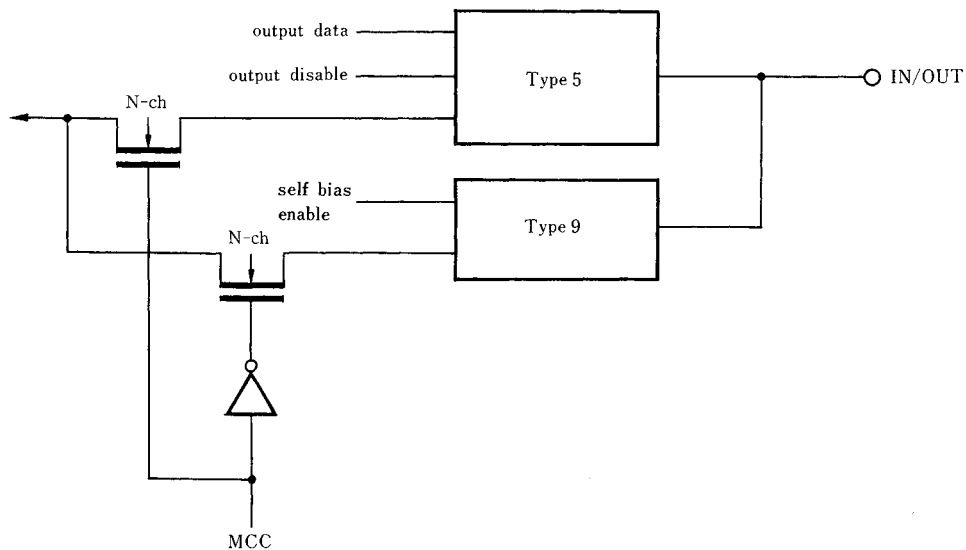 output data
output disable
Type 5
IN/OUT
N-ch
self bias
enable
Type 9
N-ch
MCC